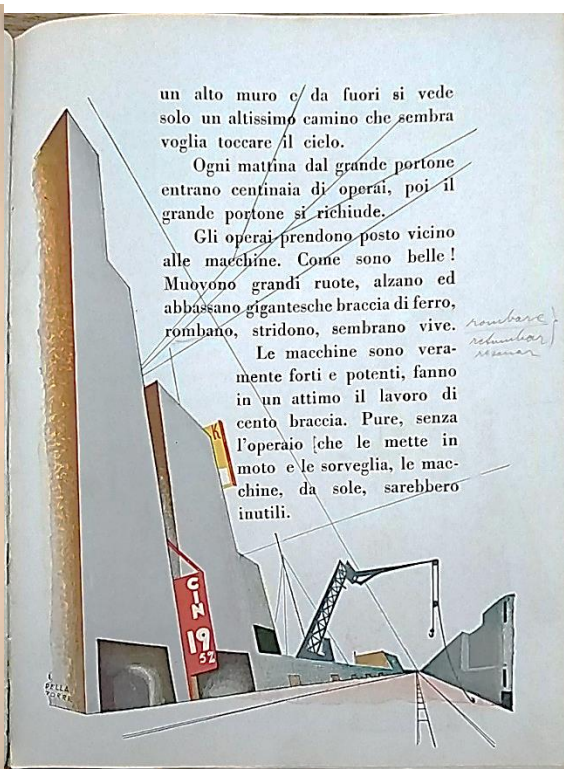 un alto muro e da fuori si vede
solo un altissimo camino che sembra
voglia toccare il cielo.
Ogni mattina dal grande portone
entrano centinaia di operai, poi il
grande portone si richiude.
Gli operai prendono posto vicino
alle macchine. Come sono belle !
Muovono grandi ruote, alzano ed
abbassano gigantesche braccia di ferro,
rombano, stridono, sembrano vive.
rombare
retumbar
resonar
Le macchine sono vera-
mente forti e potenti, fanno
in un attimo il lavoro di
cento braccia. Pure, senza
l'operaio [che le mette in
moto e le sorveglia, le mac-
chine, da sole, sarebbero
inutili.
K
CIN
19
52
DELLA
TORRE